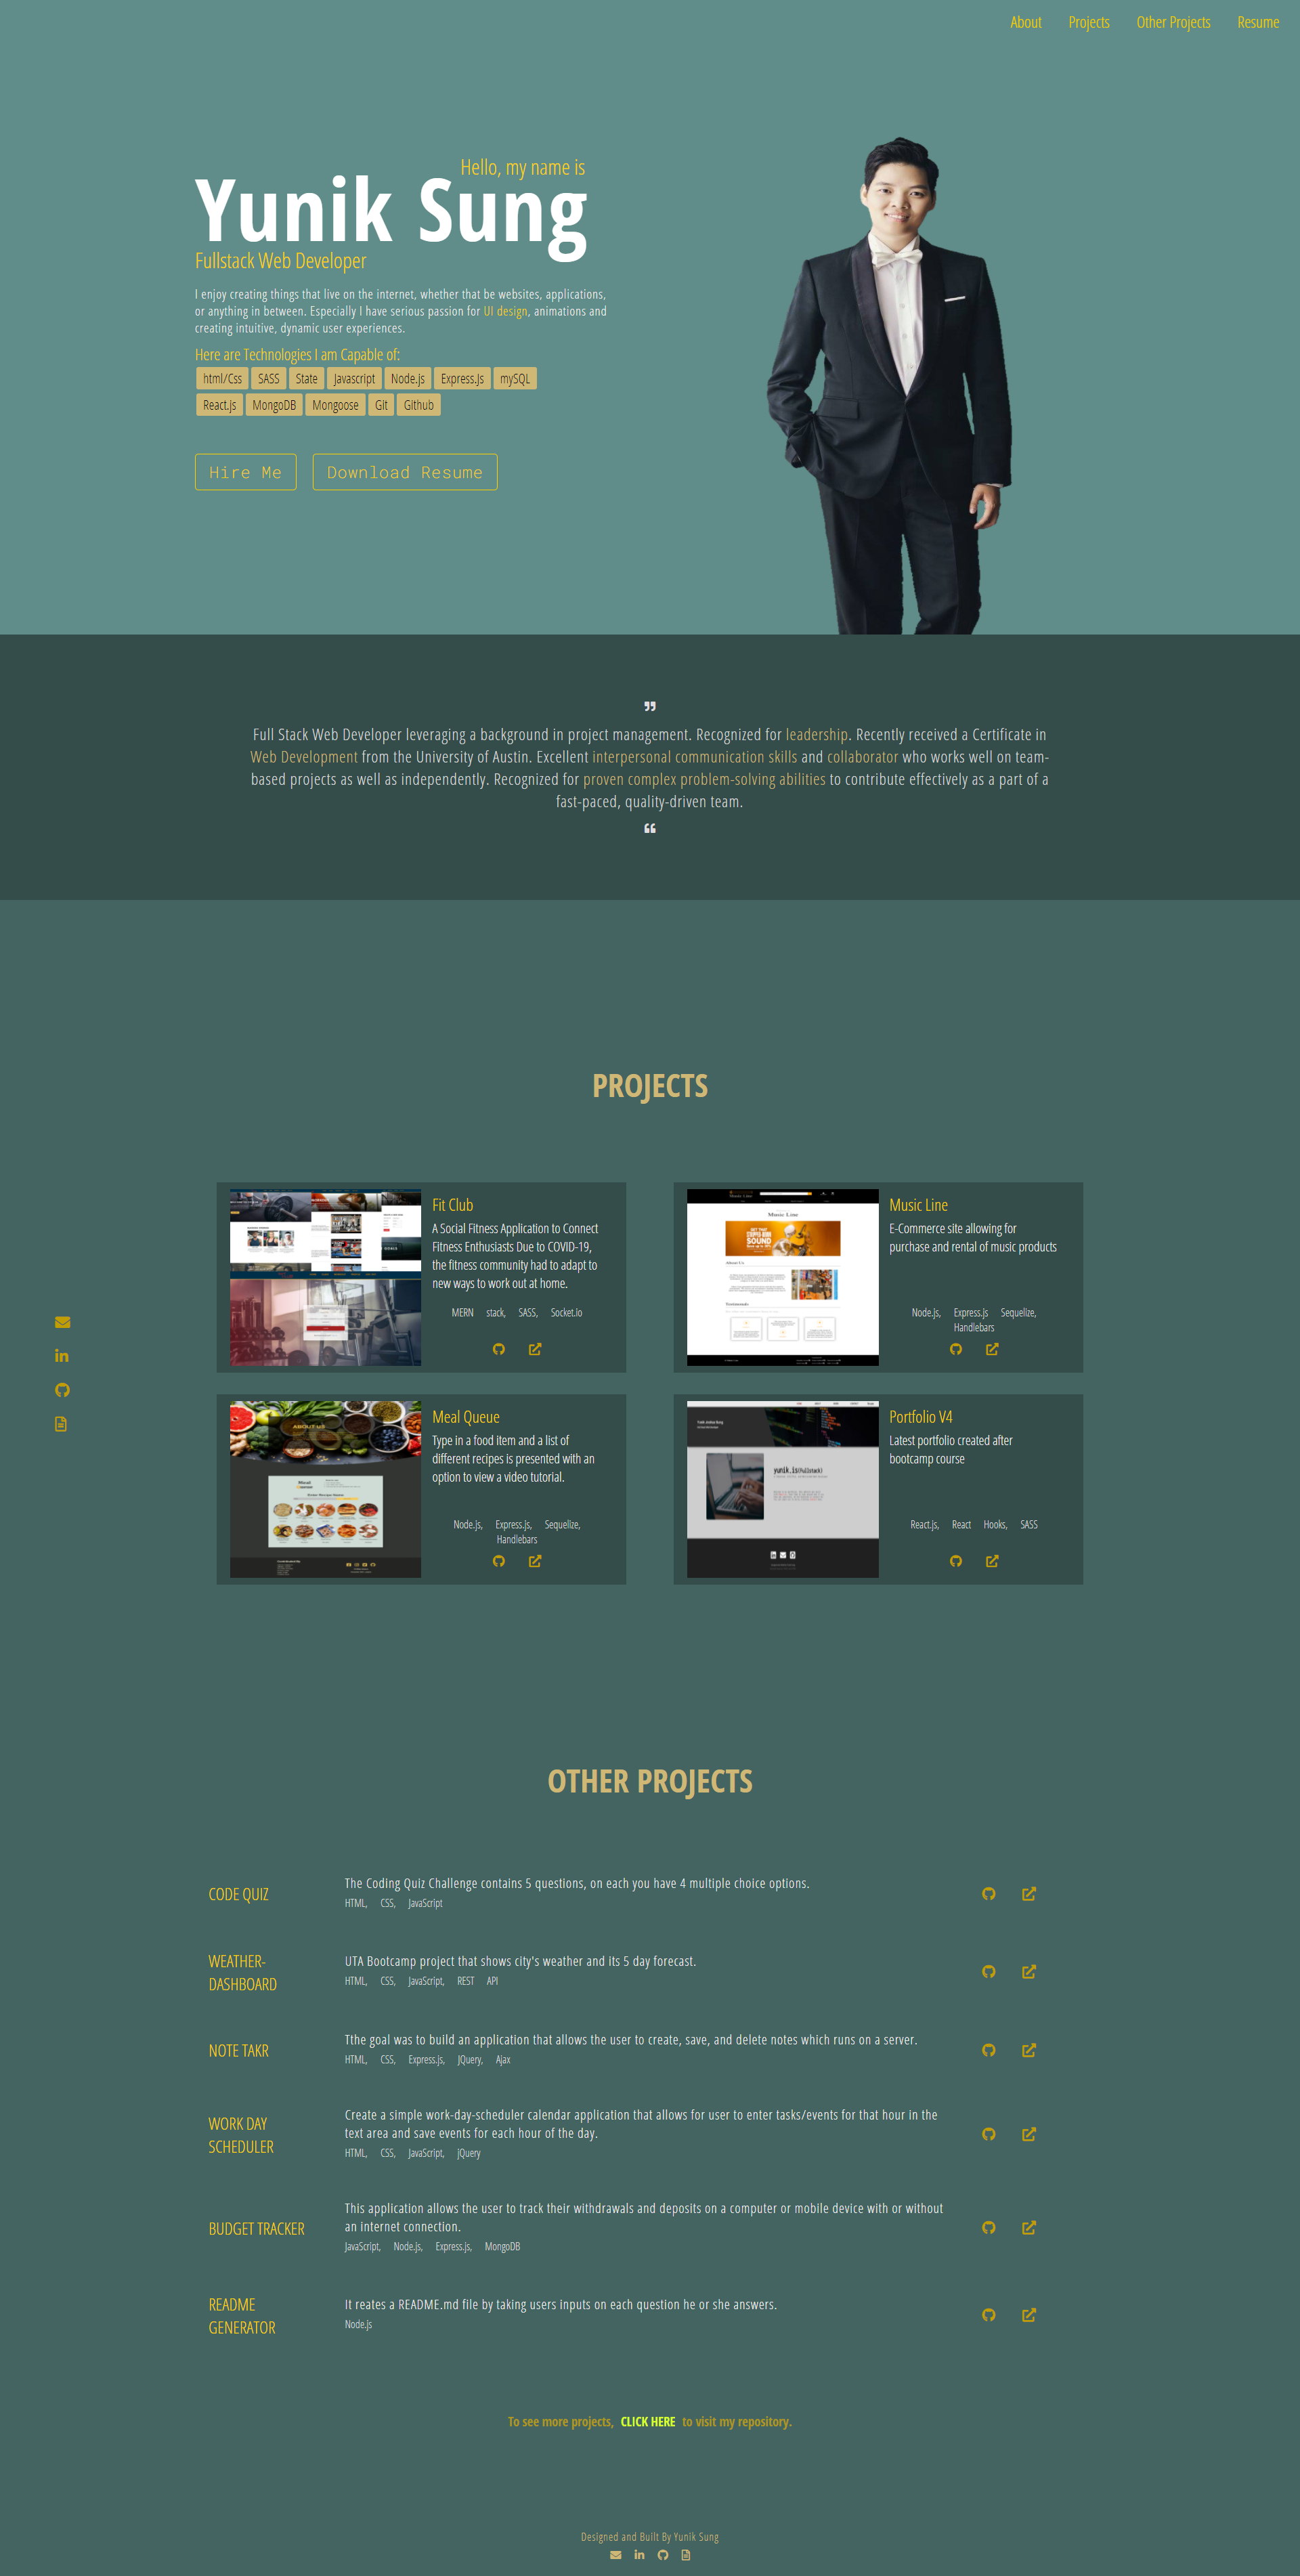 About Projects Other Projects Resume
Hello, my name is
Yunik Sung
Fullstack Web Developer
I enjoy creating things that live on the internet, whether that be websites, applications,
or anything in between. Especially I have serious passion for UI design, animations and
creating intuitive, dynamic user experiences.
Here are Technologies I am Capable of:
html/Css SASS State Javascript Node.js Express.Js mySQL
React.js MongoDB Mongoose Git Github
Hire Me Download Resume
”
Full Stack Web Developer leveraging a background in project management. Recognized for leadership. Recently received a Certificate in
Web Development from the University of Austin. Excellent interpersonal communication skills and collaborator who works well on team-
based projects as well as independently. Recognized for proven complex problem-solving abilities to contribute effectively as a part of a
fast-paced, quality-driven team.
“
PROJECTS
Fit Club
A Social Fitness Application to Connect
Fitness Enthusiasts Due to COVID-19,
the fitness community had to adapt to
new ways to work out at home.
MERN stack, SASS, Socket.io
Music Line
Music Line
E-Commerce site allowing for
purchase and rental of music products
Node.js, Express.js Sequelize,
Handlebars
ABOUT US
Meal Queue
Type in a food item and a list of
different recipes is presented with an
option to view a video tutorial.
Node.js, Express.js, Sequelize,
Handlebars
Portfolio V4
Latest portfolio created after
bootcamp course
React.js, React Hooks, SASS
OTHER PROJECTS
CODE QUIZ
The Coding Quiz Challenge contains 5 questions, on each you have 4 multiple choice options.
HTML, CSS, JavaScript
WEATHER-
DASHBOARD
UTA Bootcamp project that shows city's weather and its 5 day forecast.
HTML, CSS, JavaScript, REST API
NOTE TAKR
Tthe goal was to build an application that allows the user to create, save, and delete notes which runs on a server.
HTML, CSS, Express.js, JQuery, Ajax
WORK DAY
SCHEDULER
Create a simple work-day-scheduler calendar application that allows for user to enter tasks/events for that hour in the
text area and save events for each hour of the day.
HTML, CSS, JavaScript, jQuery
BUDGET TRACKER
This application allows the user to track their withdrawals and deposits on a computer or mobile device with or without
an internet connection.
JavaScript, Node.js, Express.js, MongoDB
README
GENERATOR
It reates a README.md file by taking users inputs on each question he or she answers.
Node.js
To see more projects, CLICK HERE to visit my repository.
Designed and Built By Yunik Sung